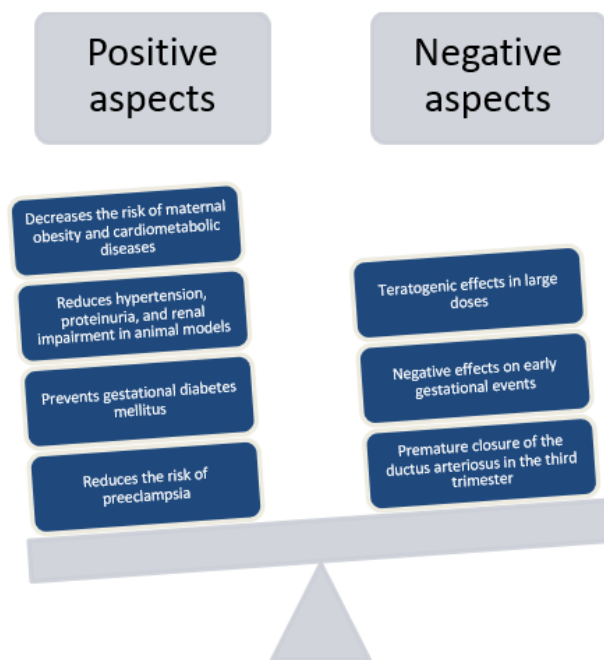 Positive
aspects
Negative
aspects
Decreases the risk of maternal
obesity and cardiometabolic
diseases
Reduces hypertension,
proteinuria, and renal
impairment in animal models
Prevents gestational diabetes
mellitus
Reduces the risk of
preeclampsia
Teratogenic effects in large
doses
Negative effects on early
gestational events
Premature closure of the
ductus arteriosus in the third
trimester